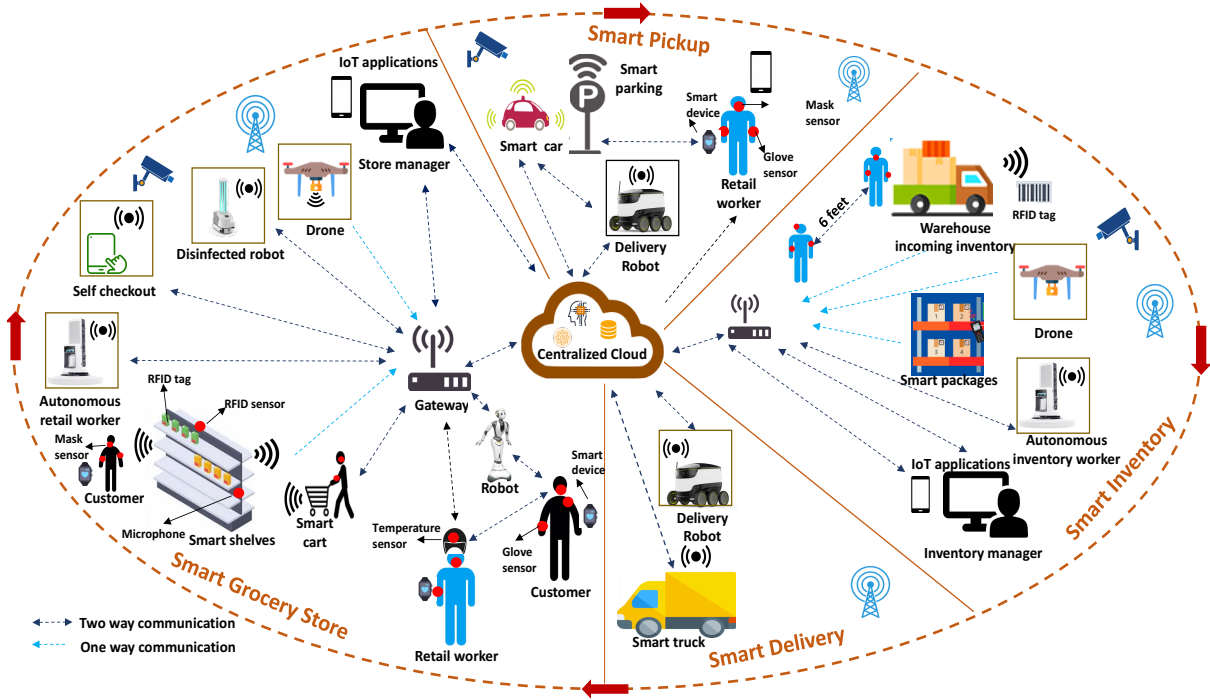 Smart Pickup
IoT applications
Store manager
Smart
parking
P
Smart car
Smart
device
Mask
sensor
Glove
sensor
Retail
worker
Delivery
Robot
6 feet
RFID tag
Warehouse
incoming inventory
Drone
Disinfected robot
Self checkout
Drone
1
2
3
4
Smart packages
Centralized Cloud
Autonomous
retail worker
Gateway
RFID tag
RFID sensor
Mask
sensor
Customer
Microphone
Smart shelves
Smart
cart
Robot
Smart
device
Temperature
sensor
Glove
sensor
Customer
Retail worker
Delivery
Robot
Smart truck
Autonomous
inventory worker
IoT applications
Inventory manager
Smart Inventory
Smart Grocery Store
Smart Delivery
Two way communication
One way communication